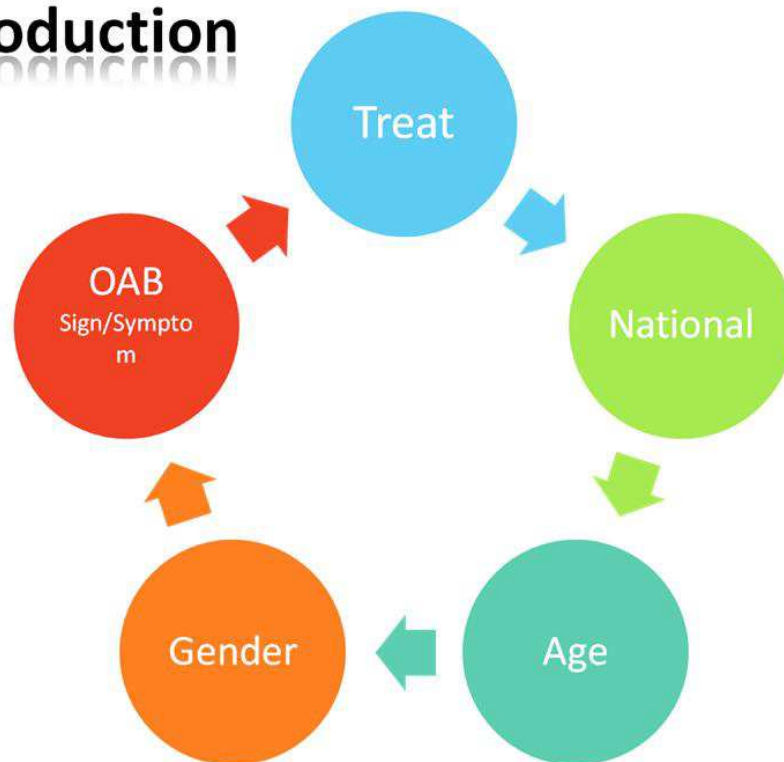 oduction
Treat
National
Age
Gender
OAB
Sign/Sympto
m